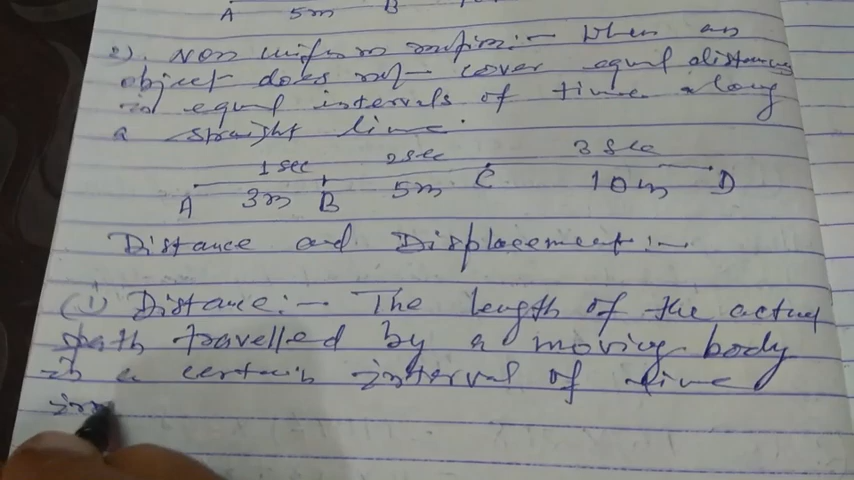 A 5m B
2). Non uniform motion:- When an
object does not cover equal distances
in equal intervals of time along
a straight line.
1 sec 2 sec 3 sec
A 3m B 5m C 10m D
Distance and Displacement:-
(i) Distance:- The length of the actual
path travelled by a moving body
in a certain interval of time